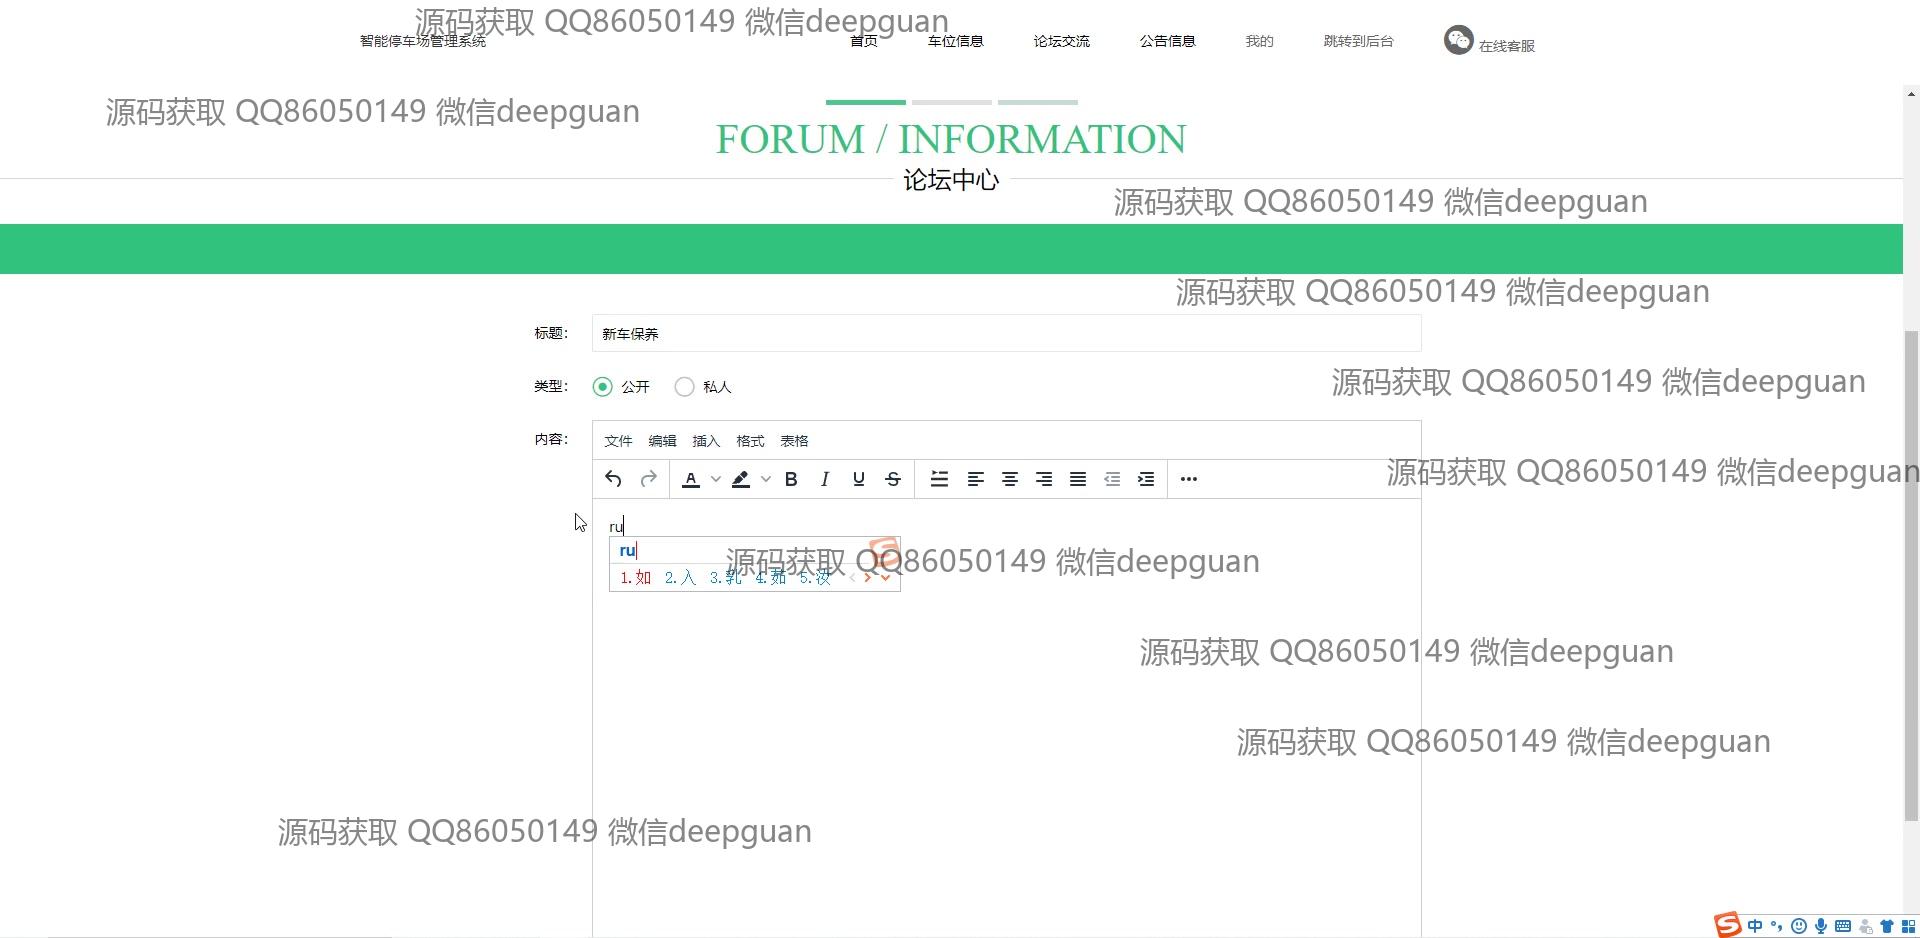 源码获取 QQ86050149 微信deepguan
智能停车场管理系统 首页 车位信息 论坛交流 公告信息 我的 跳转到后台 在线客服
源码获取 QQ86050149 微信deepguan
FORUM / INFORMATION
论坛中心
源码获取 QQ86050149 微信deepguan
源码获取 QQ86050149 微信deepguan
标题: 新车保养
类型: 公开 私人
源码获取 QQ86050149 微信deepguan
内容: 文件 编辑 插入 格式 表格
A B I U S
源码获取 QQ86050149 微信deepguan
ru
ru
源码获取 QQ86050149 微信deepguan
1.如 2.入 3.乳 4.茹 5.汝
源码获取 QQ86050149 微信deepguan
源码获取 QQ86050149 微信deepguan
源码获取 QQ86050149 微信deepguan
S 中